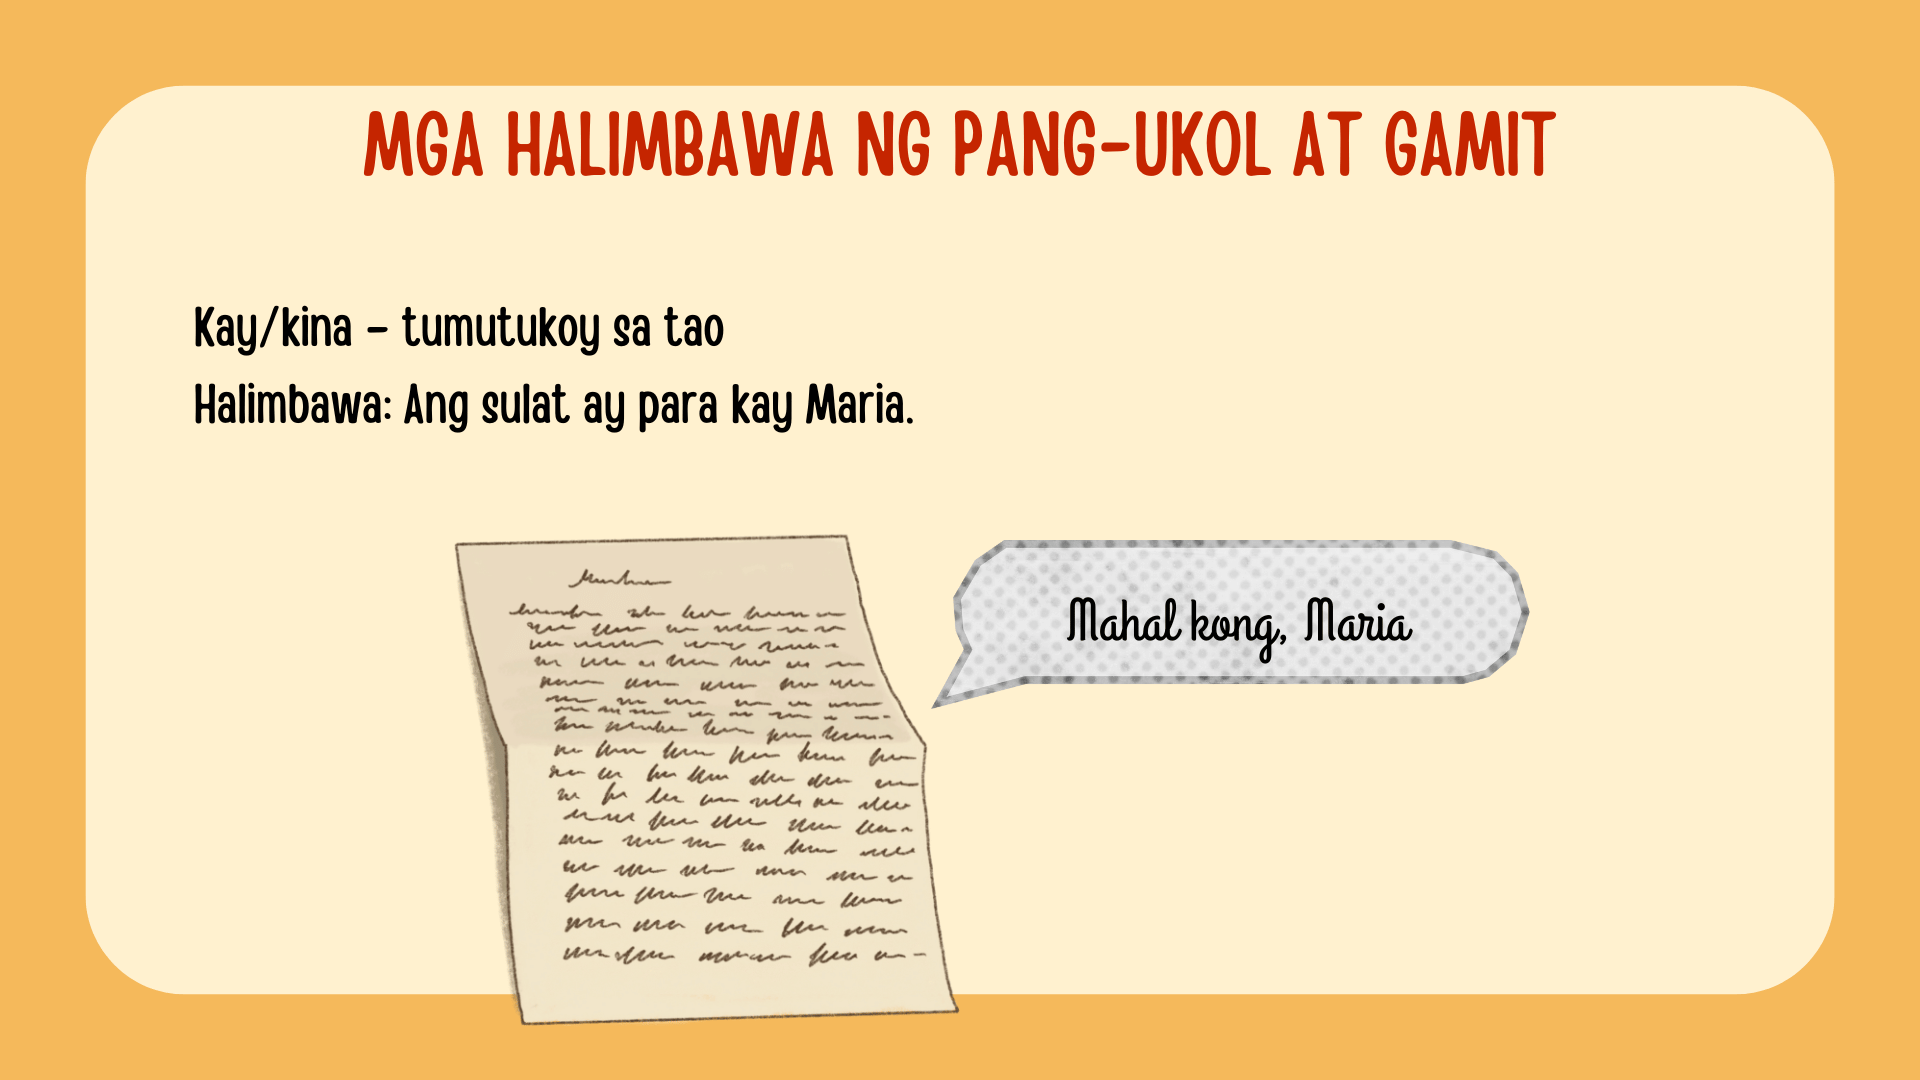 MGA HALIMBAWA NG PANG-UKOL AT GAMIT
Kay/kina – tumutukoy sa tao
Halimbawa: Ang sulat ay para kay Maria.
Mahal kong, Maria